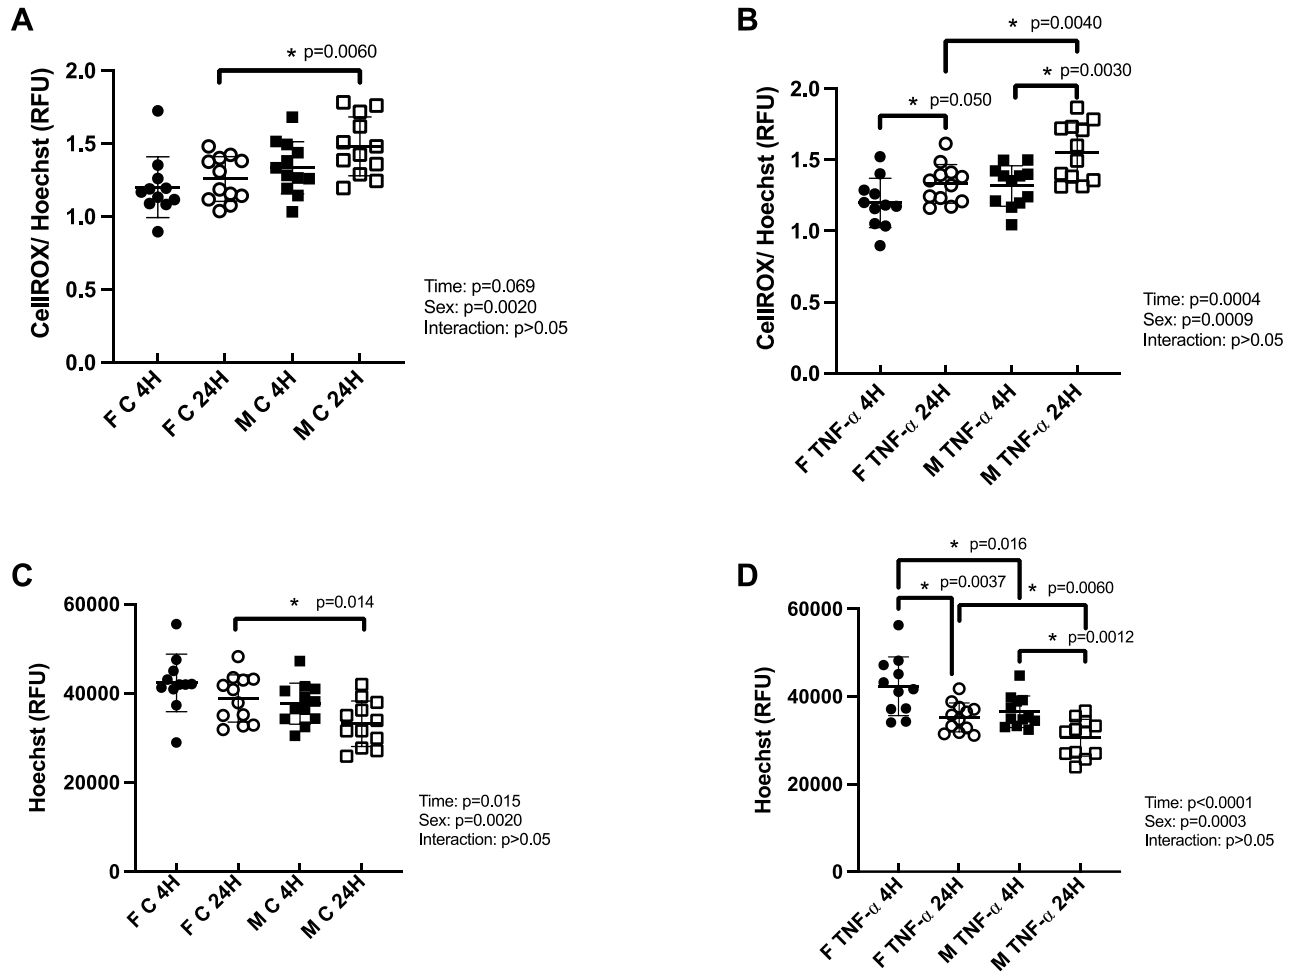 A
* p=0.0060
CellROX/ Hoechst (RFU)
2.0
1.5
1.0
0.5
0.0
F C 4H
F C 24H
M C 4H
M C 24H
Time: p=0.069
Sex: p=0.0020
Interaction: p>0.05
B
* p=0.0040
* p=0.0030
* p=0.050
CellROX/ Hoechst (RFU)
2.0
1.5
1.0
0.5
0.0
F TNF-α 4H
F TNF-α 24H
M TNF-α 4H
M TNF-α 24H
Time: p=0.0004
Sex: p=0.0009
Interaction: p>0.05
C
* p=0.014
Hoechst (RFU)
60000
40000
20000
0
F C 4H
F C 24H
M C 4H
M C 24H
Time: p=0.015
Sex: p=0.0020
Interaction: p>0.05
D
* p=0.016
* p=0.0037
* p=0.0060
* p=0.0012
Hoechst (RFU)
60000
40000
20000
0
F TNF-α 4H
F TNF-α 24H
M TNF-α 4H
M TNF-α 24H
Time: p<0.0001
Sex: p=0.0003
Interaction: p>0.05